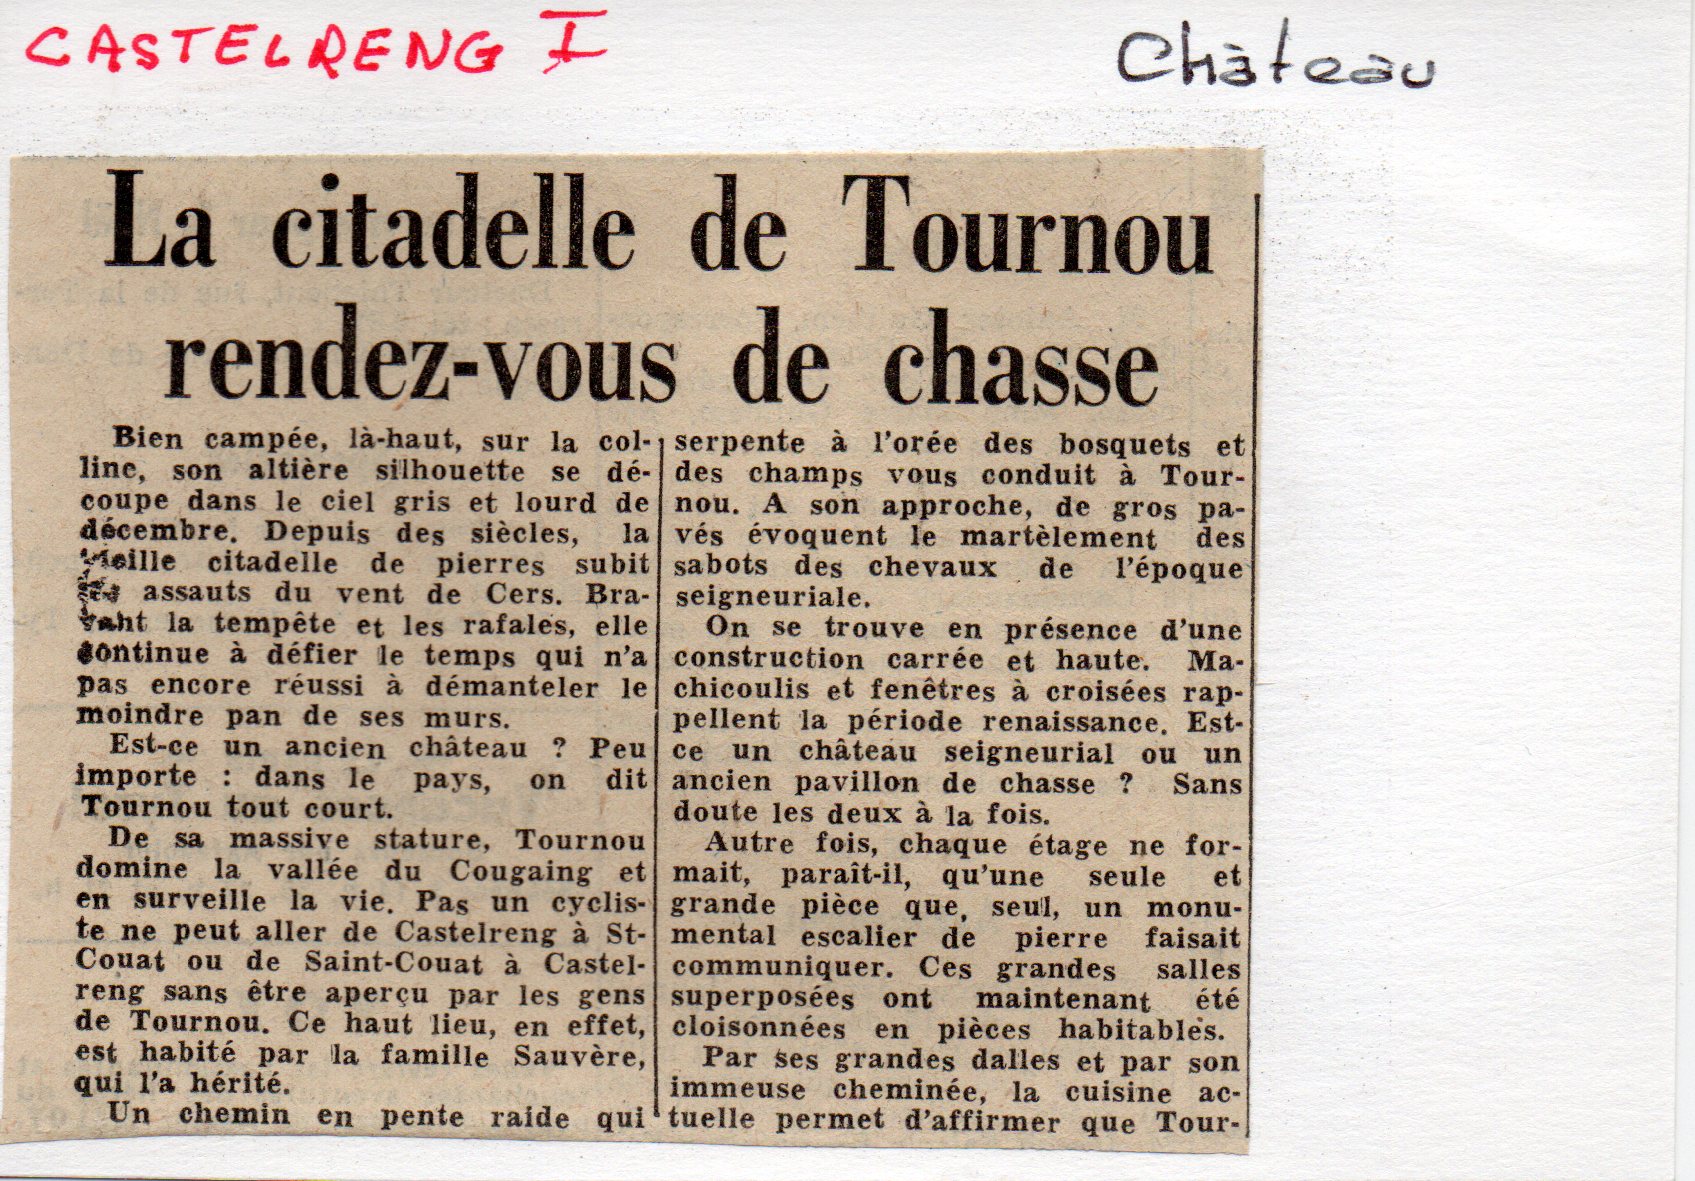 CASTELRENG I
Château
La citadelle de Tournou
rendez-vous de chasse
Bien campée, là-haut, sur la col-
line, son altière silhouette se dé-
coupe dans le ciel gris et lourd de
décembre. Depuis des siècles, la
vieille citadelle de pierres subit
les assauts du vent de Cers. Bra-
vant la tempête et les rafales, elle
continue à défier le temps qui n'a
pas encore réussi à démanteler le
moindre pan de ses murs.
Est-ce un ancien château ? Peu
importe : dans le pays, on dit
Tournou tout court.
De sa massive stature, Tournou
domine la vallée du Cougaing et
en surveille la vie. Pas un cyclis-
te ne peut aller de Castelreng à St-
Couat ou de Saint-Couat à Castel-
reng sans être aperçu par les gens
de Tournou. Ce haut lieu, en effet,
est habité par la famille Sauvère,
qui l'a hérité.
Un chemin en pente raide qui
serpente à l'orée des bosquets et
des champs vous conduit à Tour-
nou. A son approche, de gros pa-
vés évoquent le martèlement des
sabots des chevaux de l'époque
seigneuriale.
On se trouve en présence d'une
construction carrée et haute. Ma-
chicoulis et fenêtres à croisées rap-
pellent la période renaissance. Est-
ce un château seigneurial ou un
ancien pavillon de chasse ? Sans
doute les deux à la fois.
Autre fois, chaque étage ne for-
mait, paraît-il, qu'une seule et
grande pièce que, seul, un monu-
mental escalier de pierre faisait
communiquer. Ces grandes salles
superposées ont maintenant été
cloisonnées en pièces habitables.
Par ses grandes dalles et par son
immeuse cheminée, la cuisine ac-
tuelle permet d'affirmer que Tour-